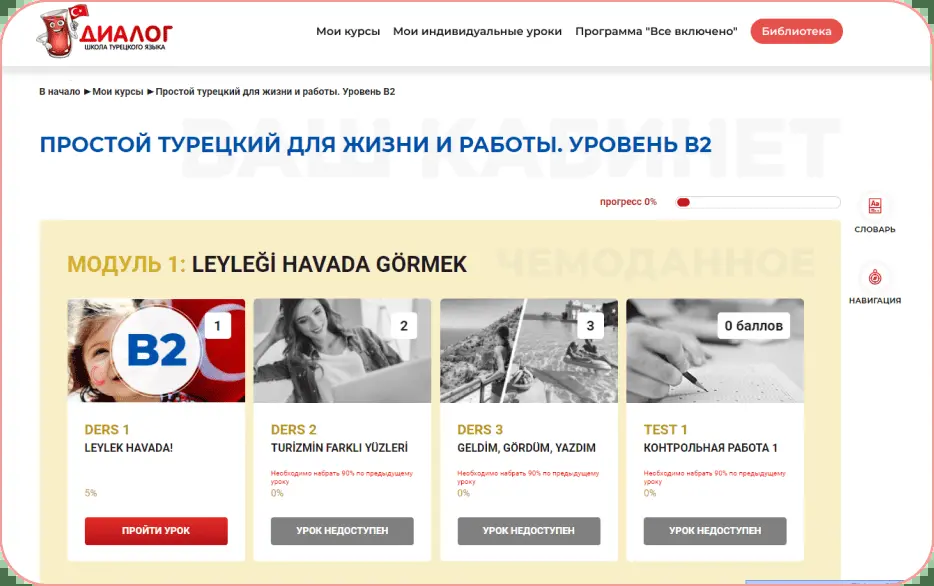 ДИАЛОГ
ШКОЛА ТУРЕЦКОГО ЯЗЫКА
Мои курсы Мои индивидуальные уроки Программа "Все включено" Библиотека
В начало ►Мои курсы ►Простой турецкий для жизни и работы. Уровень B2
ВАШ КАБИНЕТ
ПРОСТОЙ ТУРЕЦКИЙ ДЛЯ ЖИЗНИ И РАБОТЫ. УРОВЕНЬ B2
прогресс 0%
СЛОВАРЬ
НАВИГАЦИЯ
ЧЕМОДАННОЕ
МОДУЛЬ 1: LEYLEĞİ HAVADA GÖRMEK
B2
1
DERS 1
LEYLEK HAVADA!
5%
ПРОЙТИ УРОК
2
DERS 2
TURİZMİN FARKLI YÜZLERİ
Необходимо набрать 90% по предыдущему
уроку
0%
УРОК НЕДОСТУПЕН
3
DERS 3
GELDİM, GÖRDÜM, YAZDIM
Необходимо набрать 90% по предыдущему
уроку
0%
УРОК НЕДОСТУПЕН
0 баллов
TEST 1
КОНТРОЛЬНАЯ РАБОТА 1
Необходимо набрать 90% по предыдущему
уроку
0%
УРОК НЕДОСТУПЕН